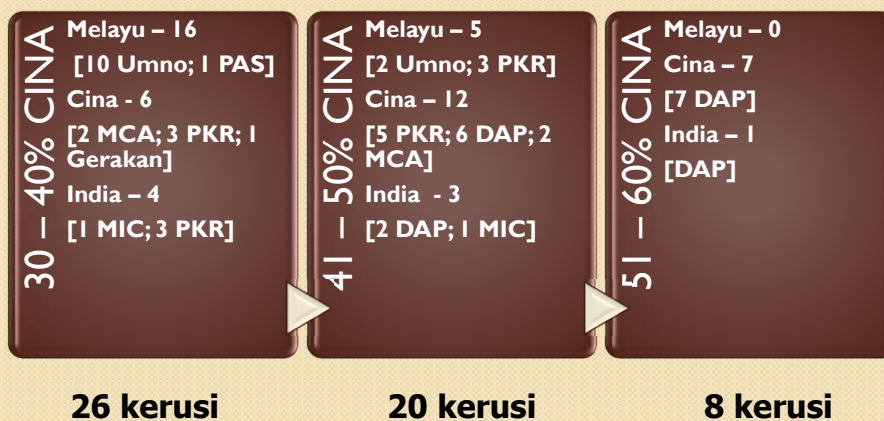 30 – 40% CINA
Melayu – 16
[10 Umno; 1 PAS]
Cina - 6
[2 MCA; 3 PKR; 1
Gerakan]
India – 4
[1 MIC; 3 PKR]
41 – 50% CINA
Melayu – 5
[2 Umno; 3 PKR]
Cina – 12
[5 PKR; 6 DAP; 2
MCA]
India - 3
[2 DAP; 1 MIC]
51 – 60% CINA
Melayu – 0
Cina – 7
[7 DAP]
India – 1
[DAP]
26 kerusi
20 kerusi
8 kerusi